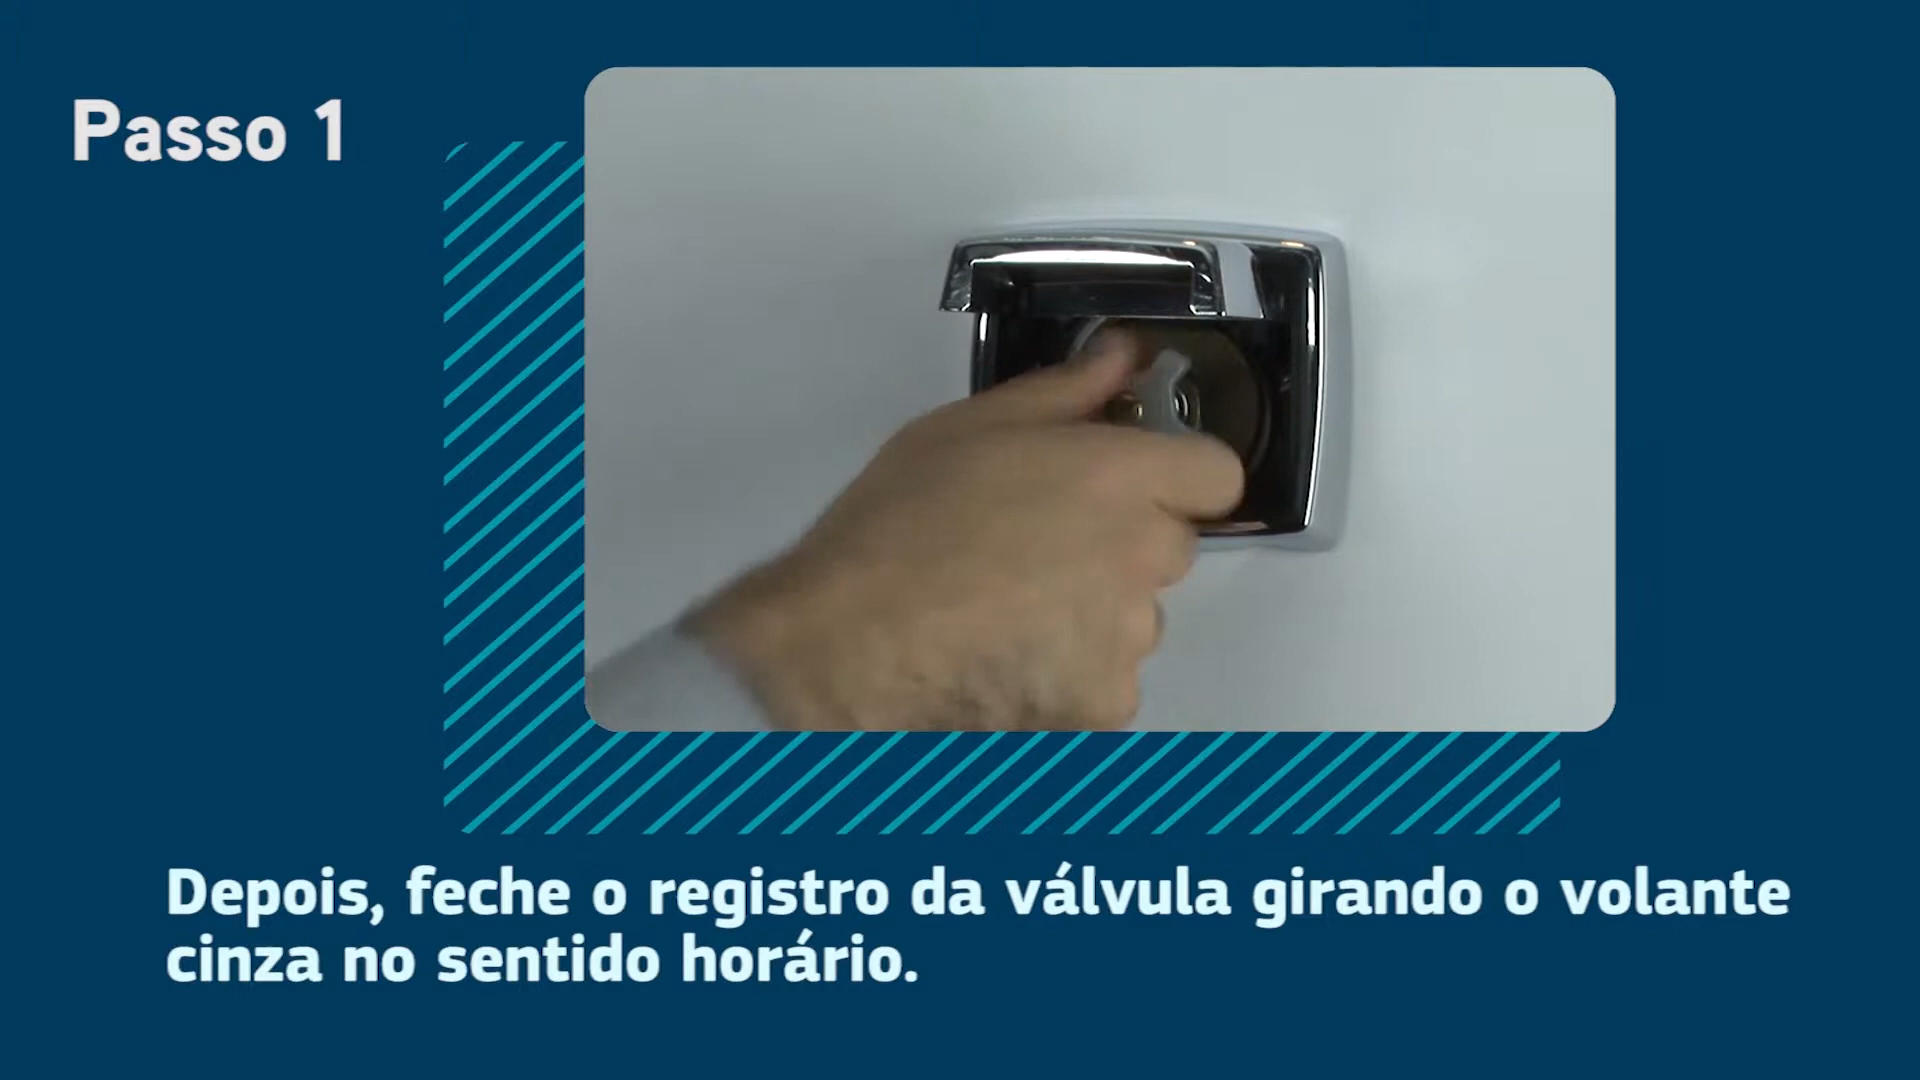 Passo 1
Depois, feche o registro da válvula girando o volante
cinza no sentido horário.